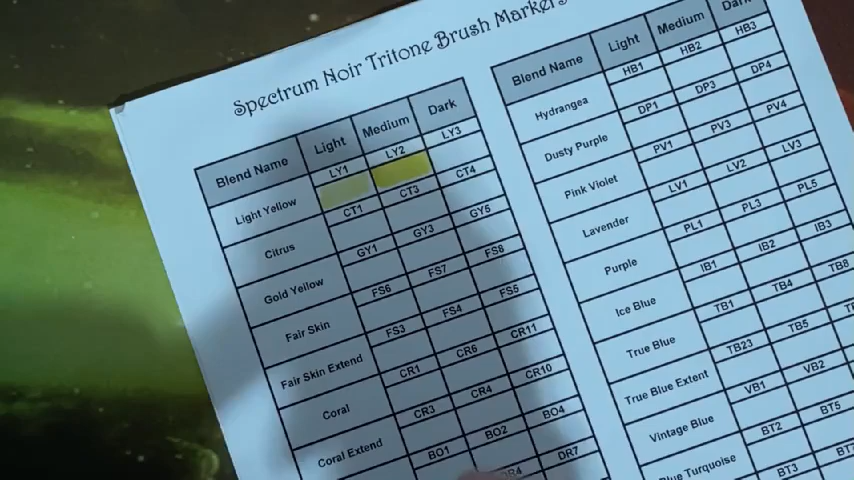 Spectrum Noir Tritone Brush Markers
Blend Name Light Medium Dark
LY1 LY2 LY3
Light Yellow
CT1 CT3 CT4
Citrus
GY1 GY3 GY5
Gold Yellow
FS6 FS7 FS8
Fair Skin
FS3 FS4 FS5
Fair Skin Extend
CR1 CR6 CR11
Coral
CR3 CR4 CR10
Coral Extend
BO1 BO2 BO4
DR7
Blend Name Light Medium Dark
HB1 HB2 HB3
Hydrangea
DP1 DP3 DP4
Dusty Purple
PV1 PV3 PV4
Pink Violet
LV1 LV2 LV3
Lavender
PL1 PL3 PL5
Purple
IB1 IB2 IB3
Ice Blue
TB1 TB4 TB8
True Blue
TB23 TB5
True Blue Extent
VB1 VB2
Vintage Blue
BT2 BT5
Blue Turquoise
BT3